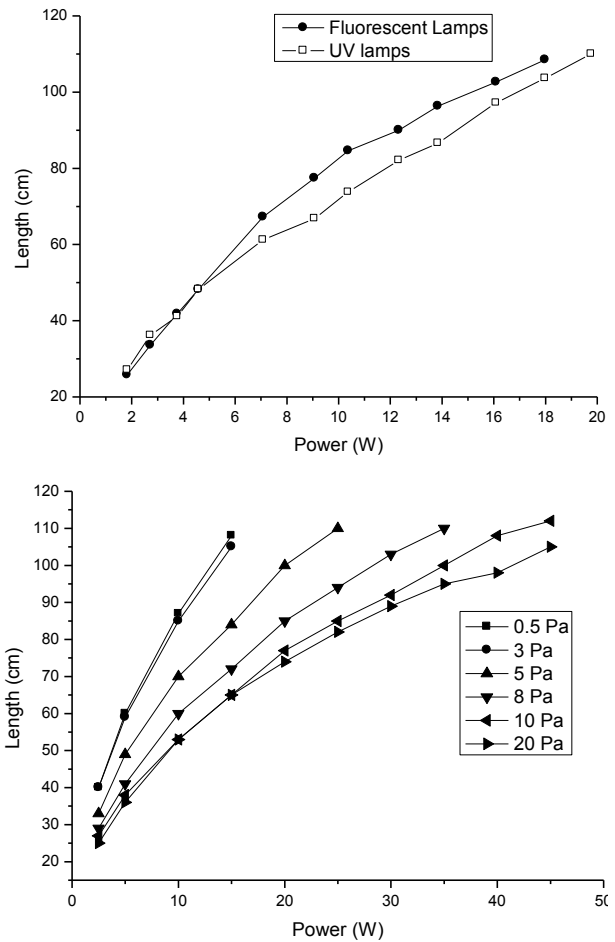 Fluorescent Lamps
UV lamps
120
100
80
60
40
20
Length (cm)
0 2 4 6 8 10 12 14 16 18 20
Power (W)
120
110
100
90
80
70
60
50
40
30
20
Length (cm)
0.5 Pa
3 Pa
5 Pa
8 Pa
10 Pa
20 Pa
0 10 20 30 40 50
Power (W)